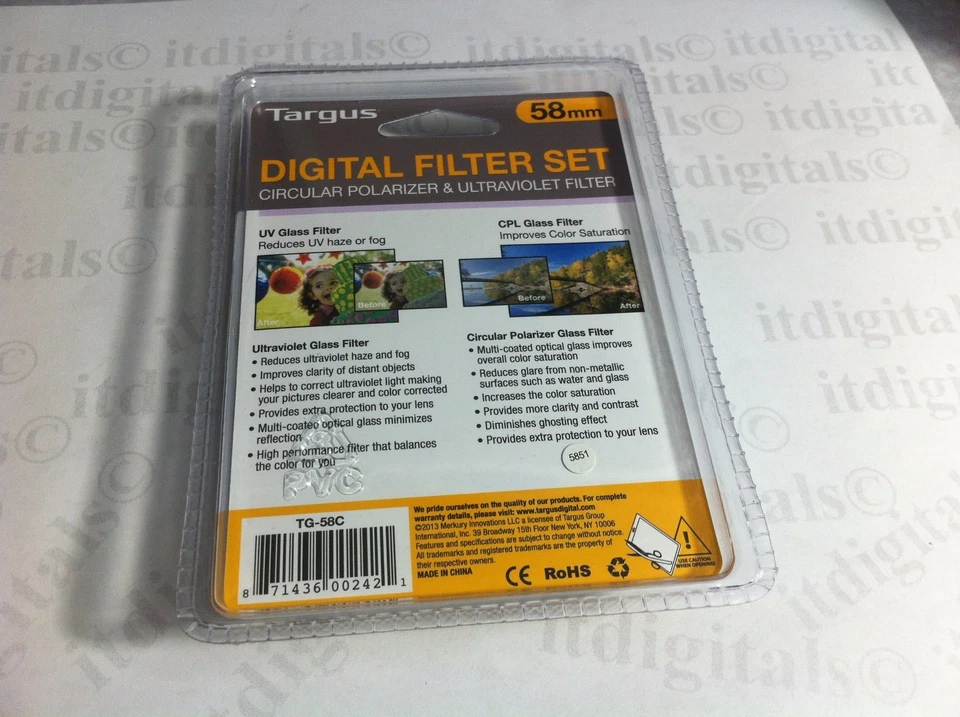 itdigitals© itdigitals© itdigitals
Targus
58mm
DIGITAL FILTER SET
CIRCULAR POLARIZER & ULTRAVIOLET FILTER
UV Glass Filter
Reduces UV haze or fog
After
Before
CPL Glass Filter
Improves Color Saturation
Before
After
Ultraviolet Glass Filter
• Reduces ultraviolet haze and fog
• Improves clarity of distant objects
• Helps to correct ultraviolet light making
your pictures clearer and color corrected
• Provides extra protection to your lens
• Multi-coated optical glass minimizes
reflection
• High performance filter that balances
the color for you
PVC
Circular Polarizer Glass Filter
• Multi-coated optical glass improves
overall color saturation
• Reduces glare from non-metallic
surfaces such as water and glass
• Increases the color saturation
• Provides more clarity and contrast
• Diminishes ghosting effect
• Provides extra protection to your lens
5851
TG-58C
8 71436 00242 1
We pride ourselves on the quality of our products. For complete
warranty details, please visit: www.targusdigital.com
©2013 Merkury Innovations LLC a licensee of Targus Group
International, Inc. 39 Broadway 15th Floor New York, NY 10006
Features and specifications are subject to change without notice.
All trademarks and registered trademarks are the property of
their respective owners.
MADE IN CHINA
CE RoHS
USE CAUTION
WHEN OPENING